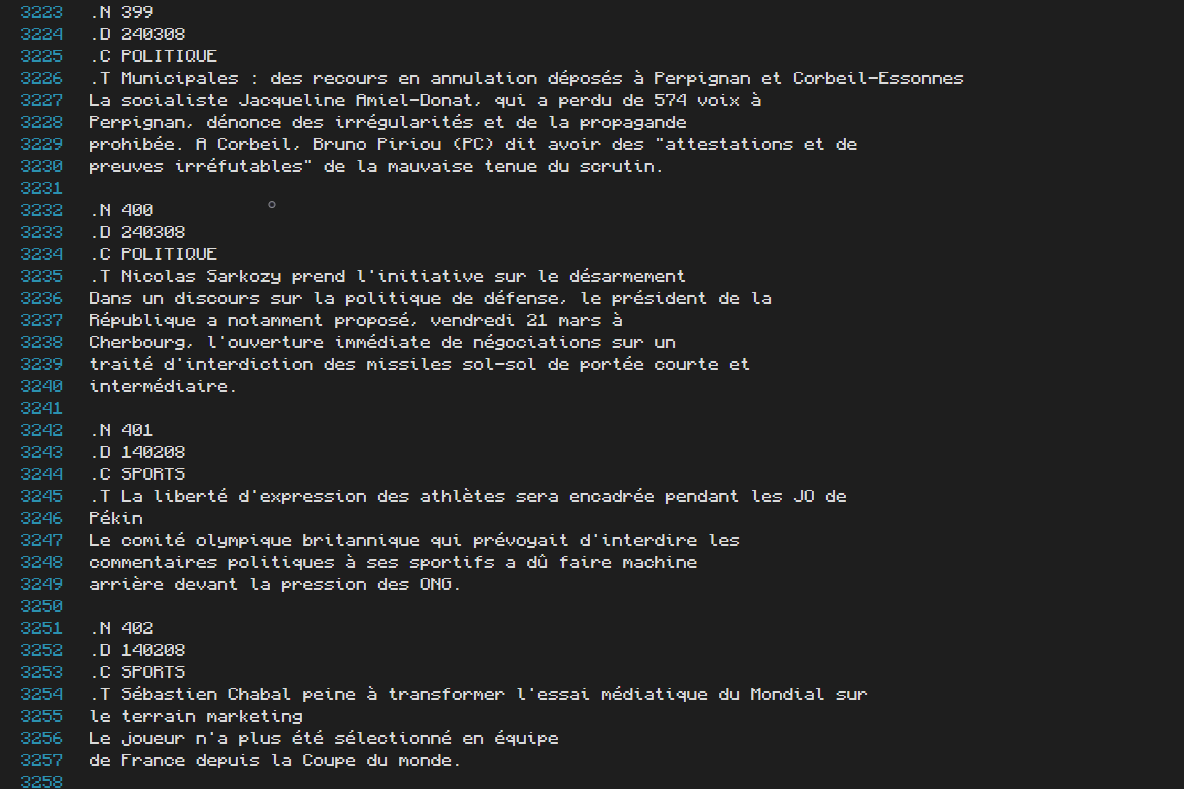 3223 .N 399
3224 .D 240308
3225 .C POLITIQUE
3226 .T Municipales : des recours en annulation déposés à Perpignan et Corbeil-Essonnes
3227 La socialiste Jacqueline Amiel-Donat, qui a perdu de 574 voix à
3228 Perpignan, dénonce des irrégularités et de la propagande
3229 prohibée. A Corbeil, Bruno Piriou (PC) dit avoir des "attestations et de
3230 preuves irréfutables" de la mauvaise tenue du scrutin.
3231
3232 .N 400
3233 .D 240308
3234 .C POLITIQUE
3235 .T Nicolas Sarkozy prend l'initiative sur le désarmement
3236 Dans un discours sur la politique de défense, le président de la
3237 République a notamment proposé, vendredi 21 mars à
3238 Cherbourg, l'ouverture immédiate de négociations sur un
3239 traité d'interdiction des missiles sol-sol de portée courte et
3240 intermédiaire.
3241
3242 .N 401
3243 .D 140208
3244 .C SPORTS
3245 .T La liberté d'expression des athlètes sera encadrée pendant les JO de
3246 Pékin
3247 Le comité olympique britannique qui prévoyait d'interdire les
3248 commentaires politiques à ses sportifs a dû faire machine
3249 arrière devant la pression des ONG.
3250
3251 .N 402
3252 .D 140208
3253 .C SPORTS
3254 .T Sébastien Chabal peine à transformer l'essai médiatique du Mondial sur
3255 le terrain marketing
3256 Le joueur n'a plus été sélectionné en équipe
3257 de France depuis la Coupe du monde.
3258